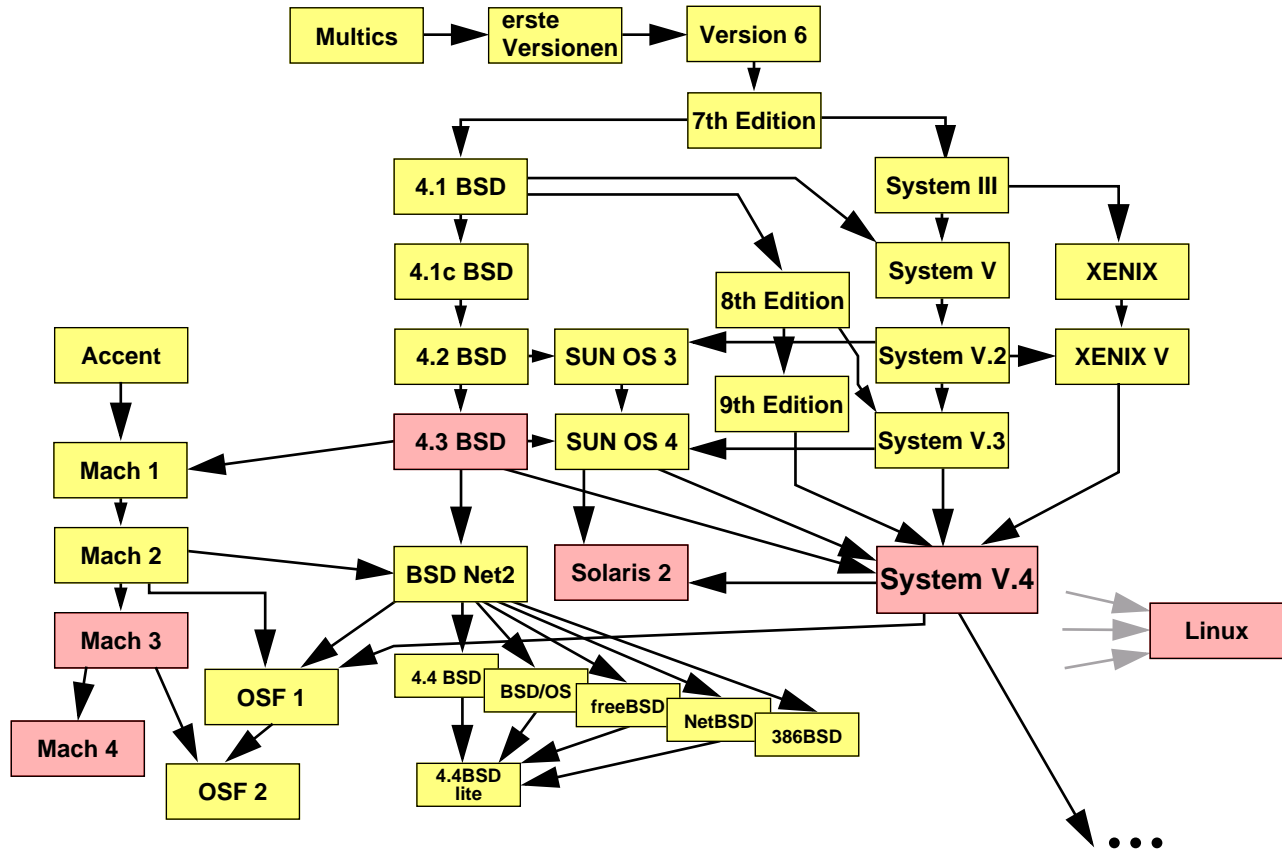 Multics
erste
Versionen
Version 6
7th Edition
4.1 BSD
System III
4.1c BSD
8th Edition
System V
XENIX
Accent
4.2 BSD
SUN OS 3
System V.2
XENIX V
9th Edition
Mach 1
4.3 BSD
SUN OS 4
System V.3
Mach 2
BSD Net2
Solaris 2
System V.4
Mach 3
Linux
OSF 1
4.4 BSD
BSD/OS
freeBSD
NetBSD
386BSD
Mach 4
OSF 2
4.4BSD
lite
•••